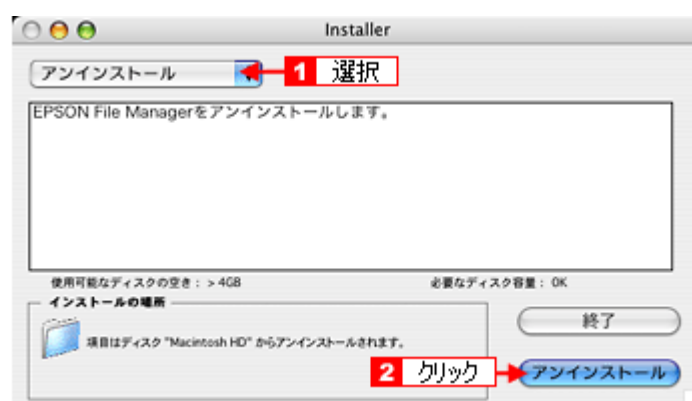 Installer
アンインストール
1 選択
EPSON File Managerをアンインストールします。
使用可能なディスクの空き： > 4GB
必要なディスク容量： OK
インストールの場所
項目はディスク "Macintosh HD" からアンインストールされます。
終了
2 クリック
アンインストール